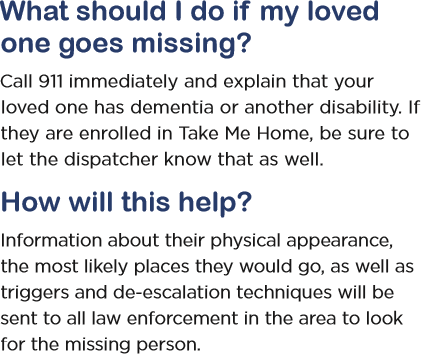 What should I do if my loved
one goes missing?
Call 911 immediately and explain that your
loved one has dementia or another disability. If
they are enrolled in Take Me Home, be sure to
let the dispatcher know that as well.
How will this help?
Information about their physical appearance,
the most likely places they would go, as well as
triggers and de-escalation techniques will be
sent to all law enforcement in the area to look
for the missing person.